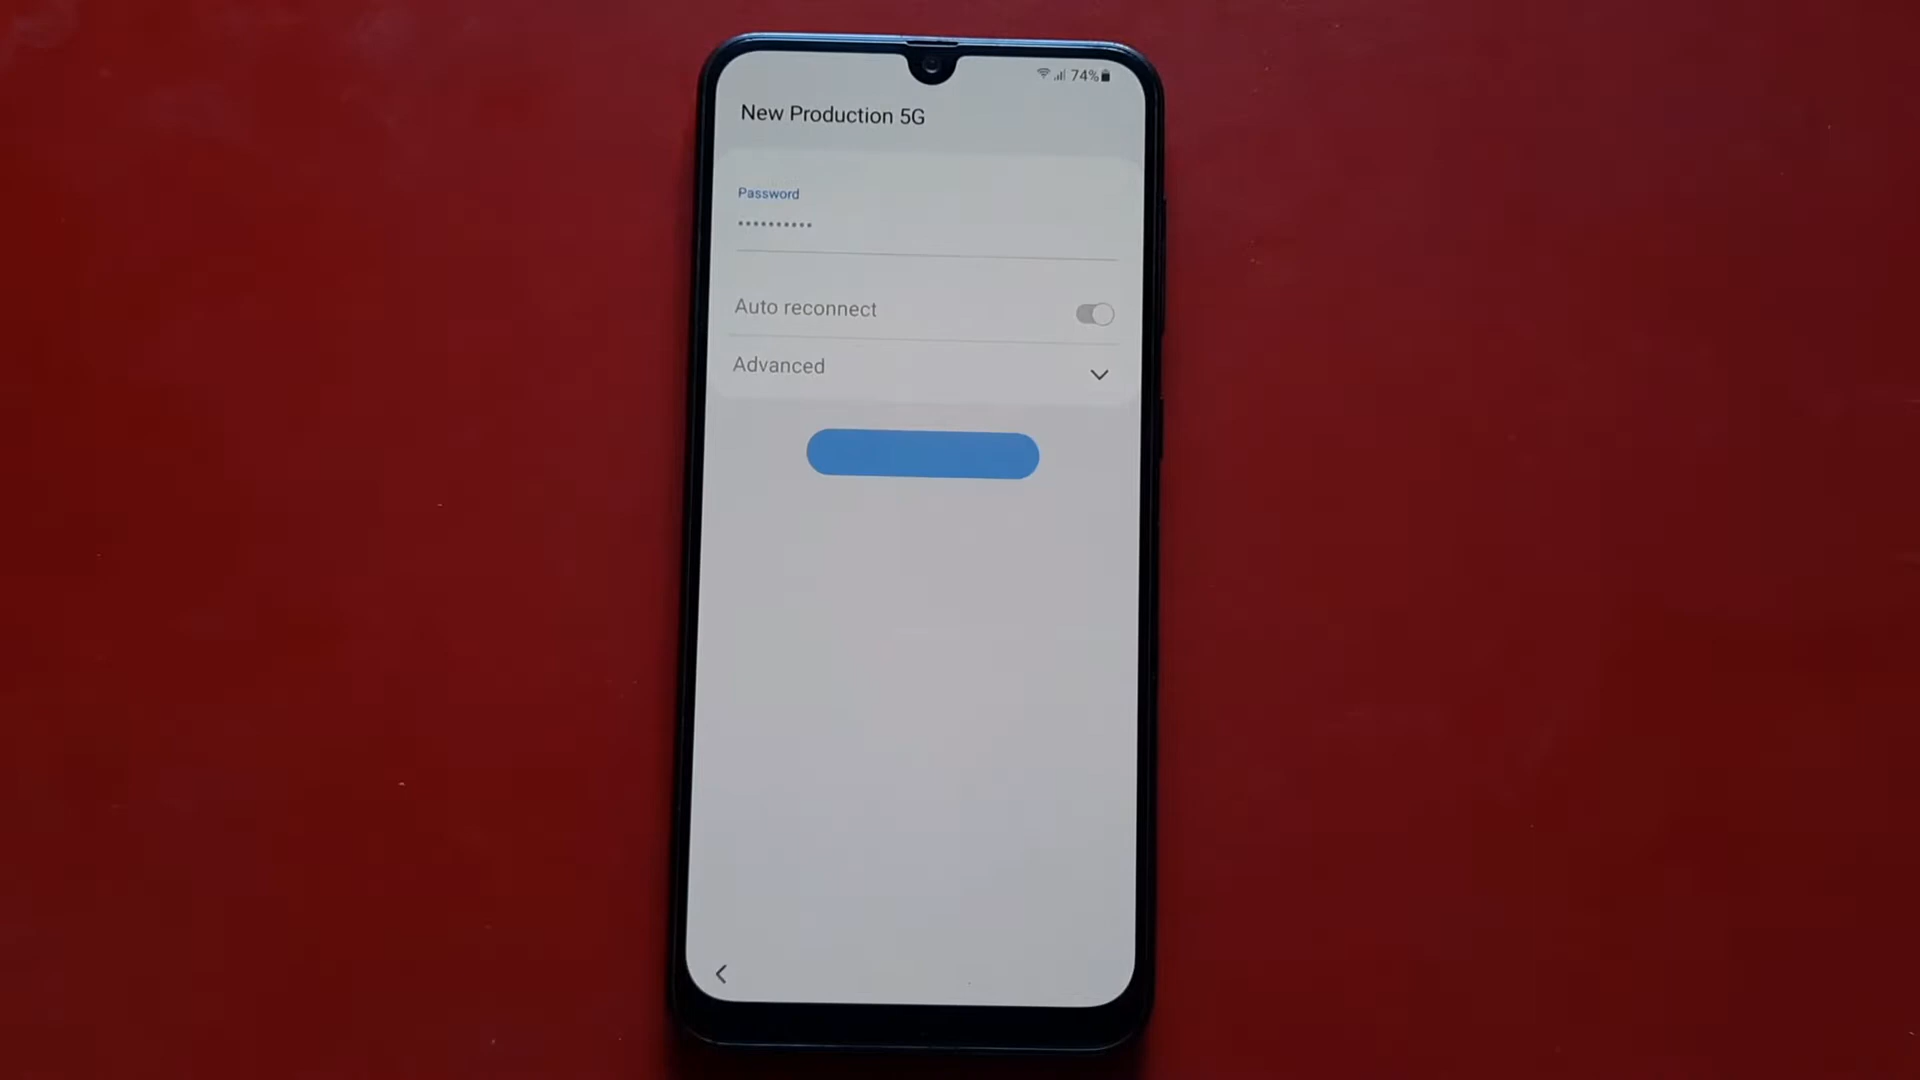 74%
New Production 5G
Password
••••••••••
Auto reconnect
Advanced